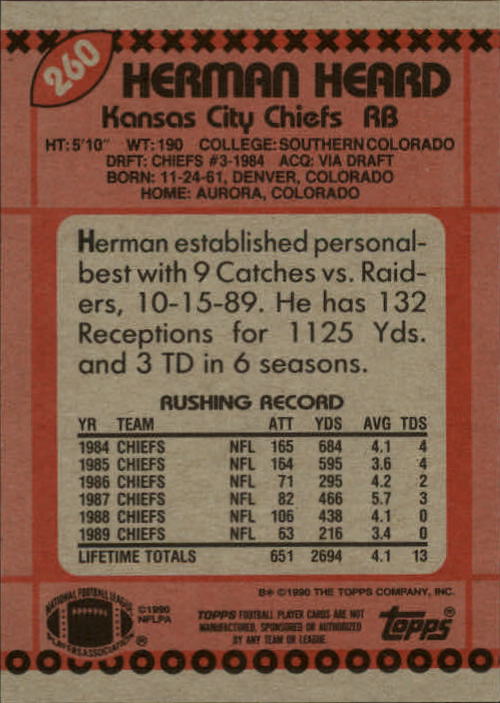 260
HERMAN HEARD
Kansas City Chiefs RB
HT: 5'10" WT: 190 COLLEGE: SOUTHERN COLORADO
DRFT: CHIEFS #3-1984 ACQ: VIA DRAFT
BORN: 11-24-61, DENVER, COLORADO
HOME: AURORA, COLORADO
Herman established personal-
best with 9 Catches vs. Raid-
ers, 10-15-89. He has 132
Receptions for 1125 Yds.
and 3 TD in 6 seasons.
RUSHING RECORD
YR TEAM ATT YDS AVG TDS
1984 CHIEFS NFL 165 684 4.1 4
1985 CHIEFS NFL 164 595 3.6 4
1986 CHIEFS NFL 71 295 4.2 2
1987 CHIEFS NFL 82 466 5.7 3
1988 CHIEFS NFL 106 438 4.1 0
1989 CHIEFS NFL 63 216 3.4 0
LIFETIME TOTALS 651 2694 4.1 13
B* ©1990 THE TOPPS COMPANY, INC.
NATIONAL FOOTBALL LEAGUE
PLAYERS ASSOCIATION
®
©1990
NFLPA
TOPPS FOOTBALL PLAYER CARDS ARE NOT
MANUFACTURED, SPONSORED OR AUTHORIZED
BY ANY TEAM OR LEAGUE.
topps®